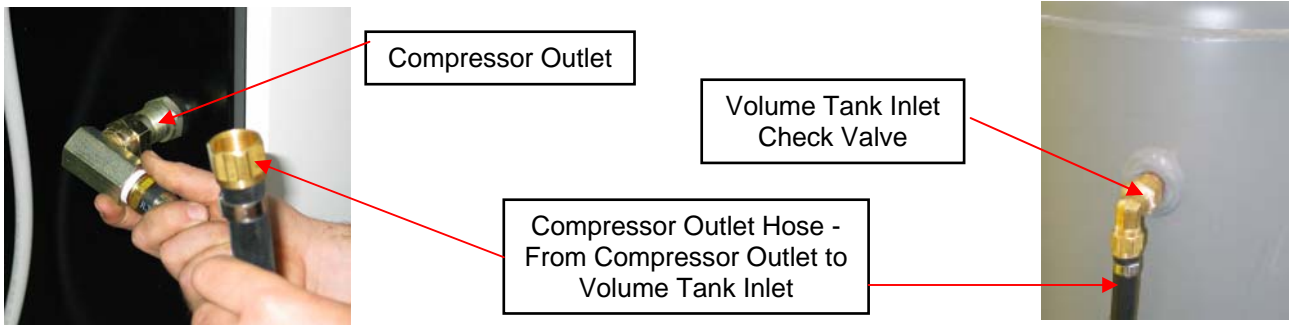 Compressor Outlet
Volume Tank Inlet
Check Valve
Compressor Outlet Hose -
From Compressor Outlet to
Volume Tank Inlet